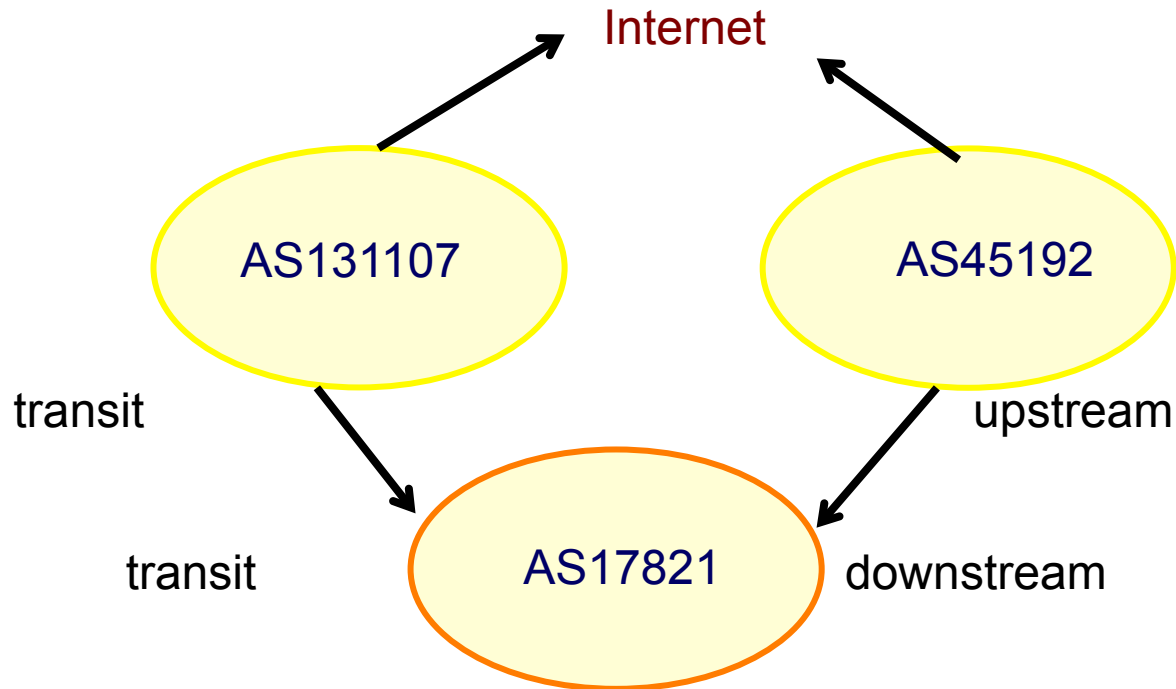 Internet
AS131107
AS45192
transit
upstream
transit
AS17821
downstream